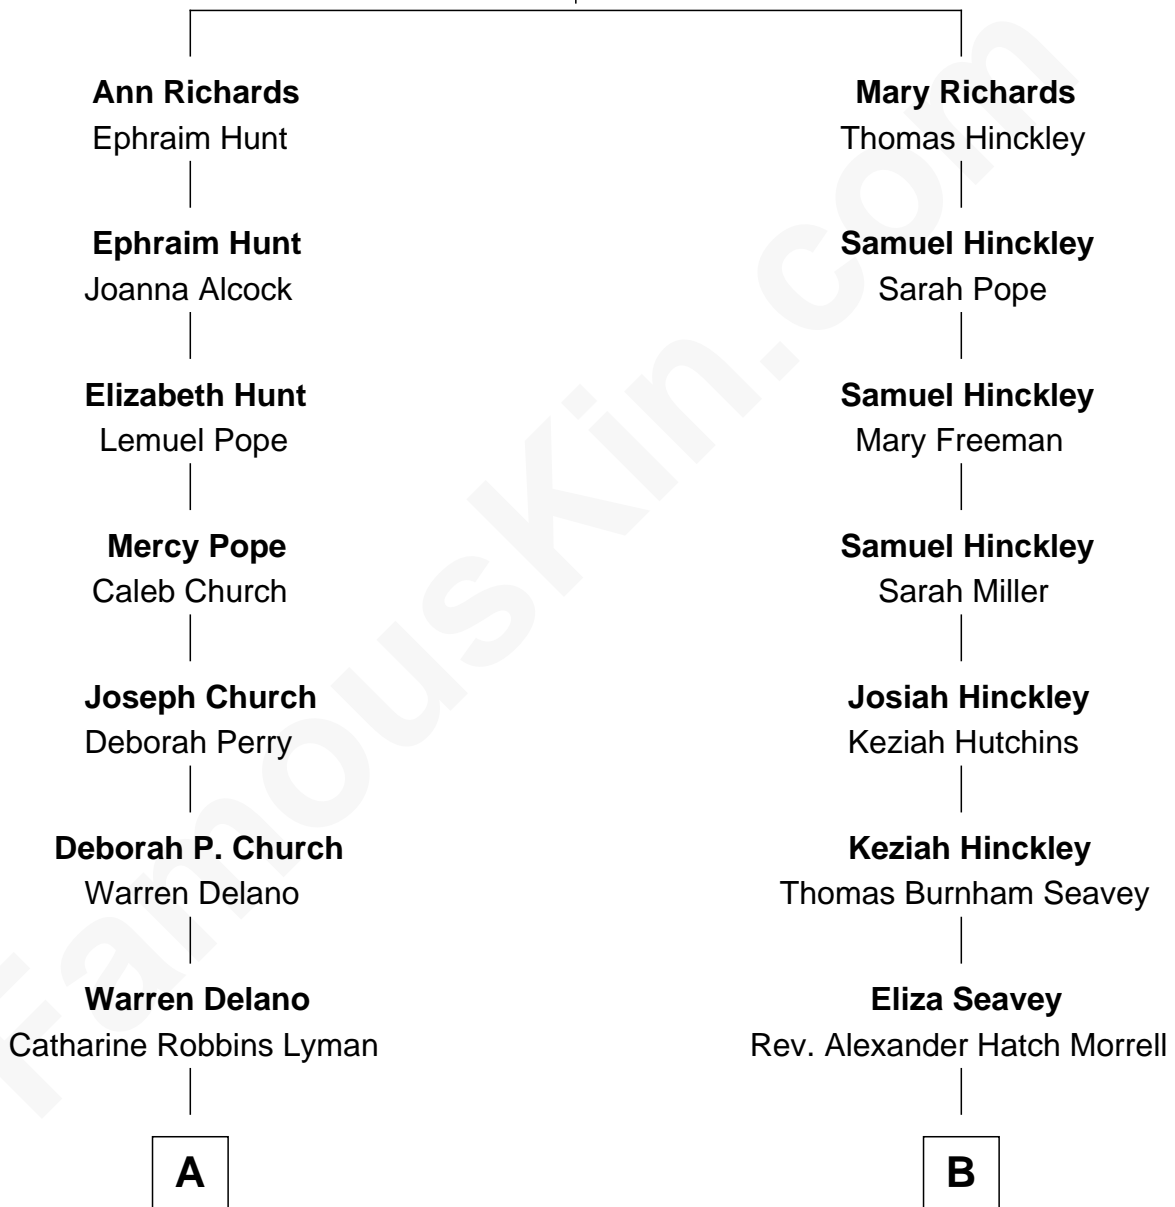 Ann Richards
Ephraim Hunt
Mary Richards
Thomas Hinckley
Ephraim Hunt
Joanna Alcock
Samuel Hinckley
Sarah Pope
Elizabeth Hunt
Lemuel Pope
Samuel Hinckley
Mary Freeman
Mercy Pope
Caleb Church
Samuel Hinckley
Sarah Miller
Joseph Church
Deborah Perry
Josiah Hinckley
Keziah Hutchins
Deborah P. Church
Warren Delano
Keziah Hinckley
Thomas Burnham Seavey
Warren Delano
Catharine Robbins Lyman
Eliza Seavey
Rev. Alexander Hatch Morrell
A
B
FamousKin.com